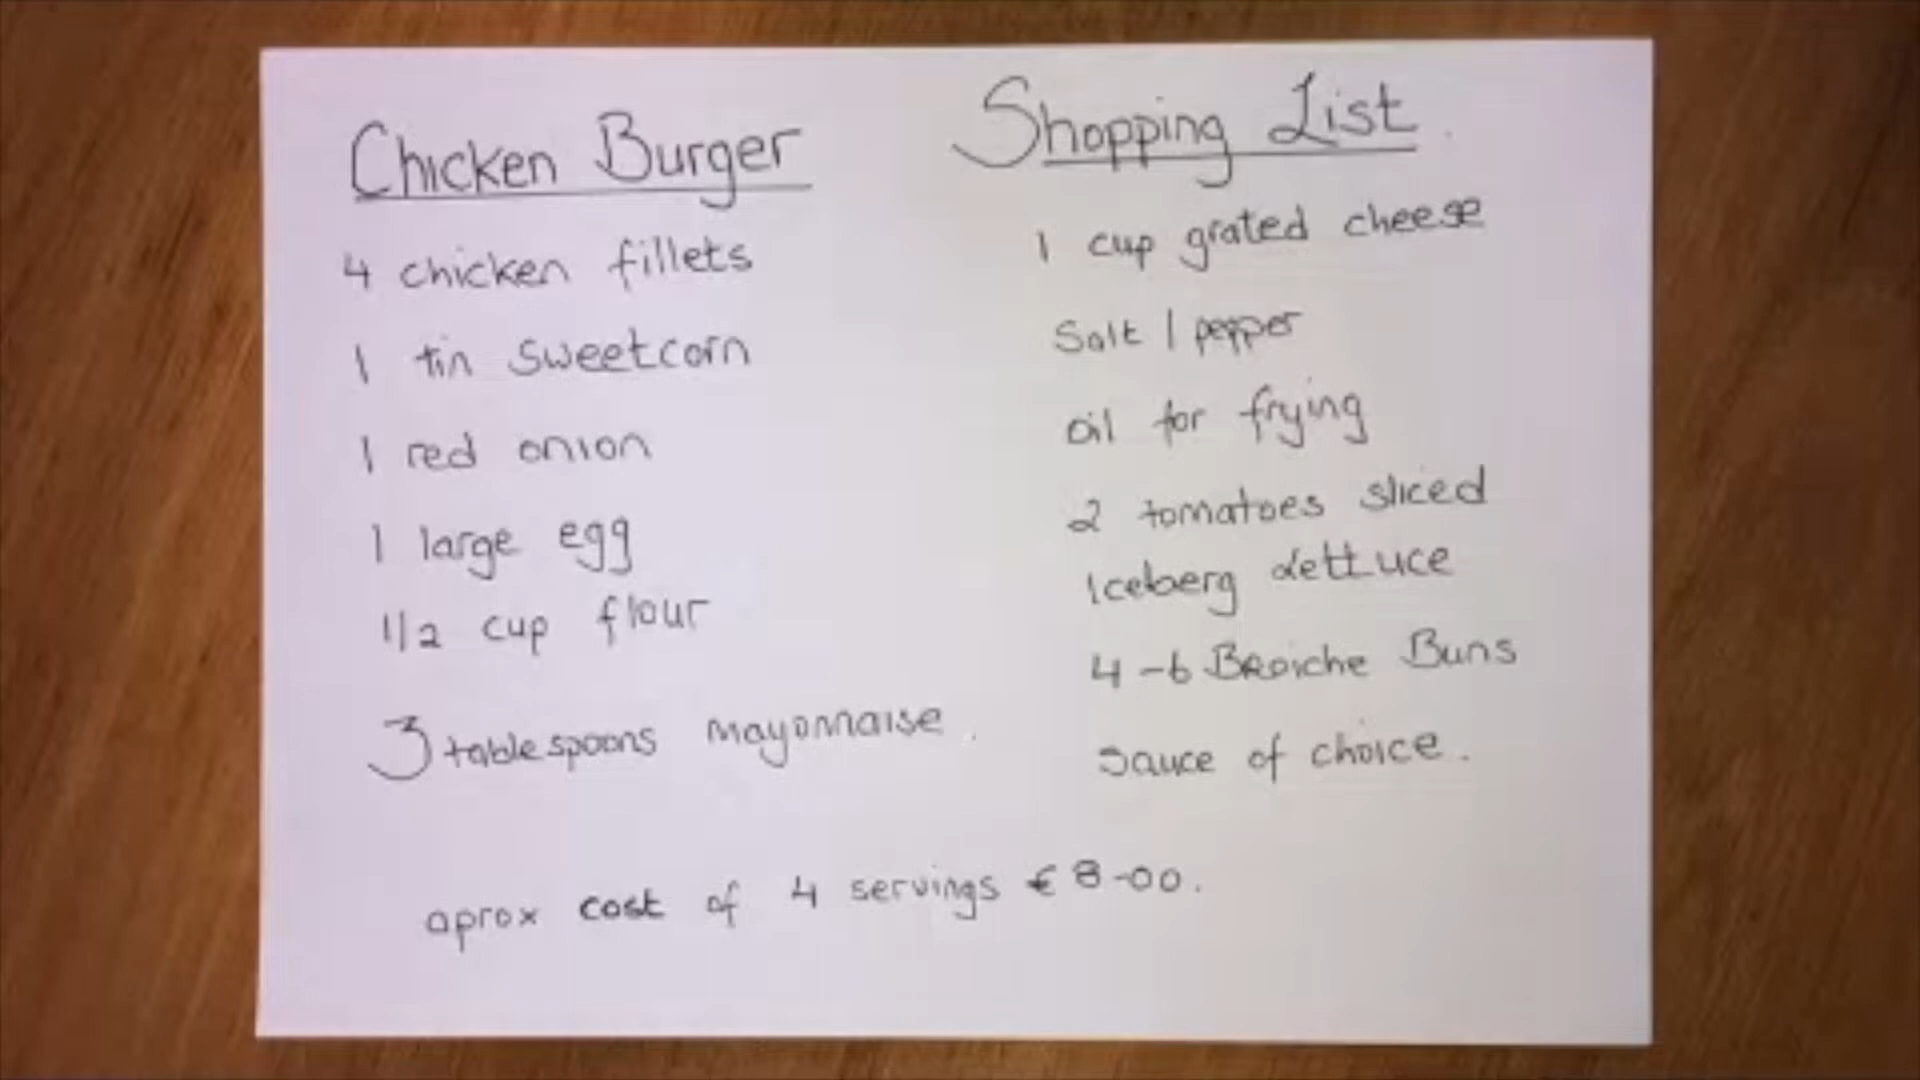 Chicken Burger
4 chicken fillets
1 tin sweetcorn
1 red onion
1 large egg
1/2 cup flour
3 tablespoons mayonnaise.
Shopping List.
1 cup grated cheese
Salt / pepper
oil for frying
2 tomatoes sliced
Iceberg lettuce
4-6 Broiche Buns
Sauce of choice.
aprox cost of 4 servings €8-00.